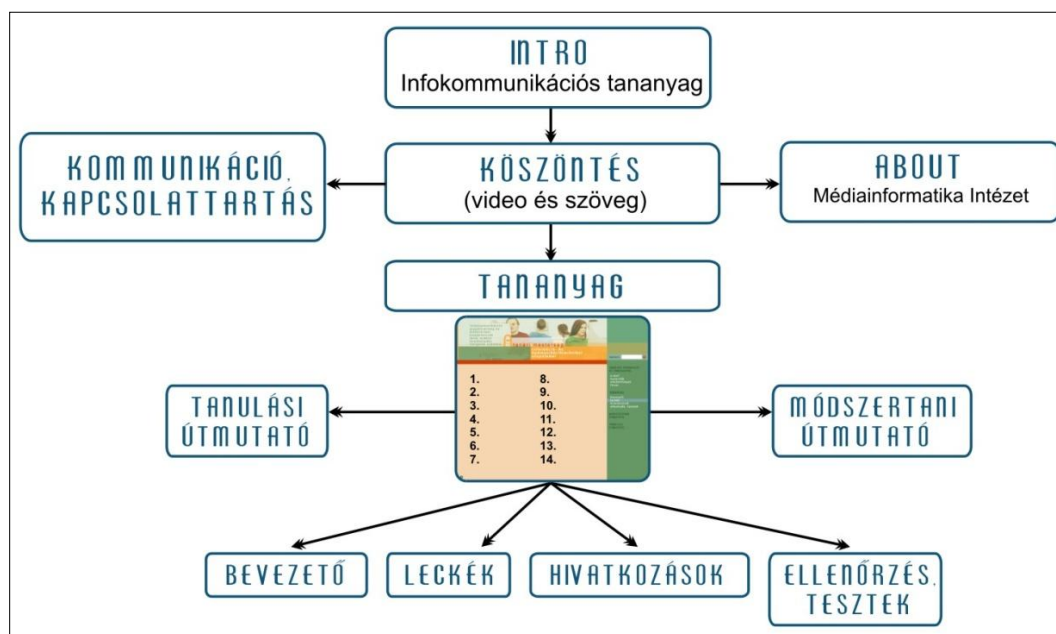 INTRO
Infokommunikációs tananyag
KOMMUNIKÁCIÓ,
KAPCSOLATTARTÁS
KÖSZÖNTÉS
(video és szöveg)
ABOUT
Médiainformatika Intézet
TANANYAG
1.
2.
3.
4.
5.
6.
7.
8.
9.
10.
11.
12.
13.
14.
TANULÁSI
ÚTMUTATÓ
MÓDSZERTANI
ÚTMUTATÓ
BEVEZETŐ
LECKÉK
HIVATKOZÁSOK
ELLENŐRZÉS,
TESZTEK